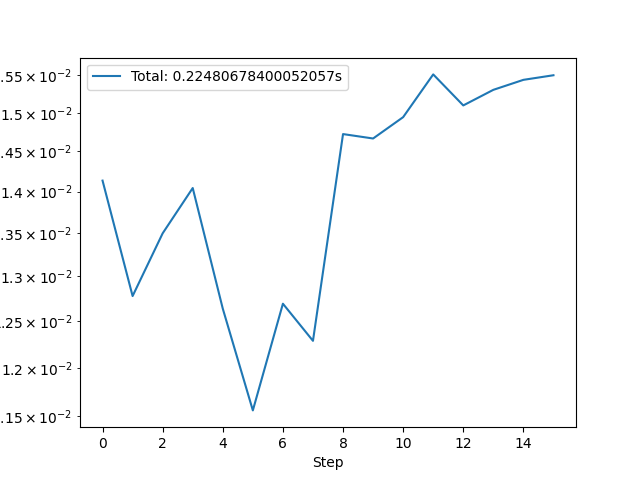 Total: 0.22480678400052057s
.55 × 10⁻²
1.5 × 10⁻²
.45 × 10⁻²
1.4 × 10⁻²
.35 × 10⁻²
1.3 × 10⁻²
.25 × 10⁻²
1.2 × 10⁻²
.15 × 10⁻²
0 2 4 6 8 10 12 14
Step